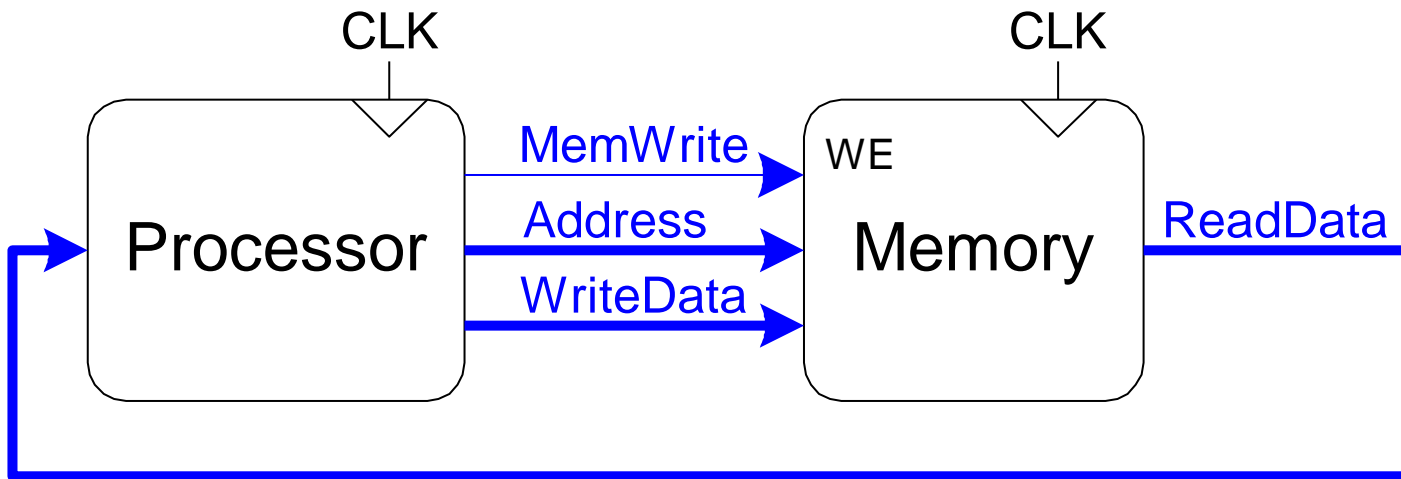 CLK
CLK
MemWrite
WE
Processor
Address
Memory
ReadData
WriteData